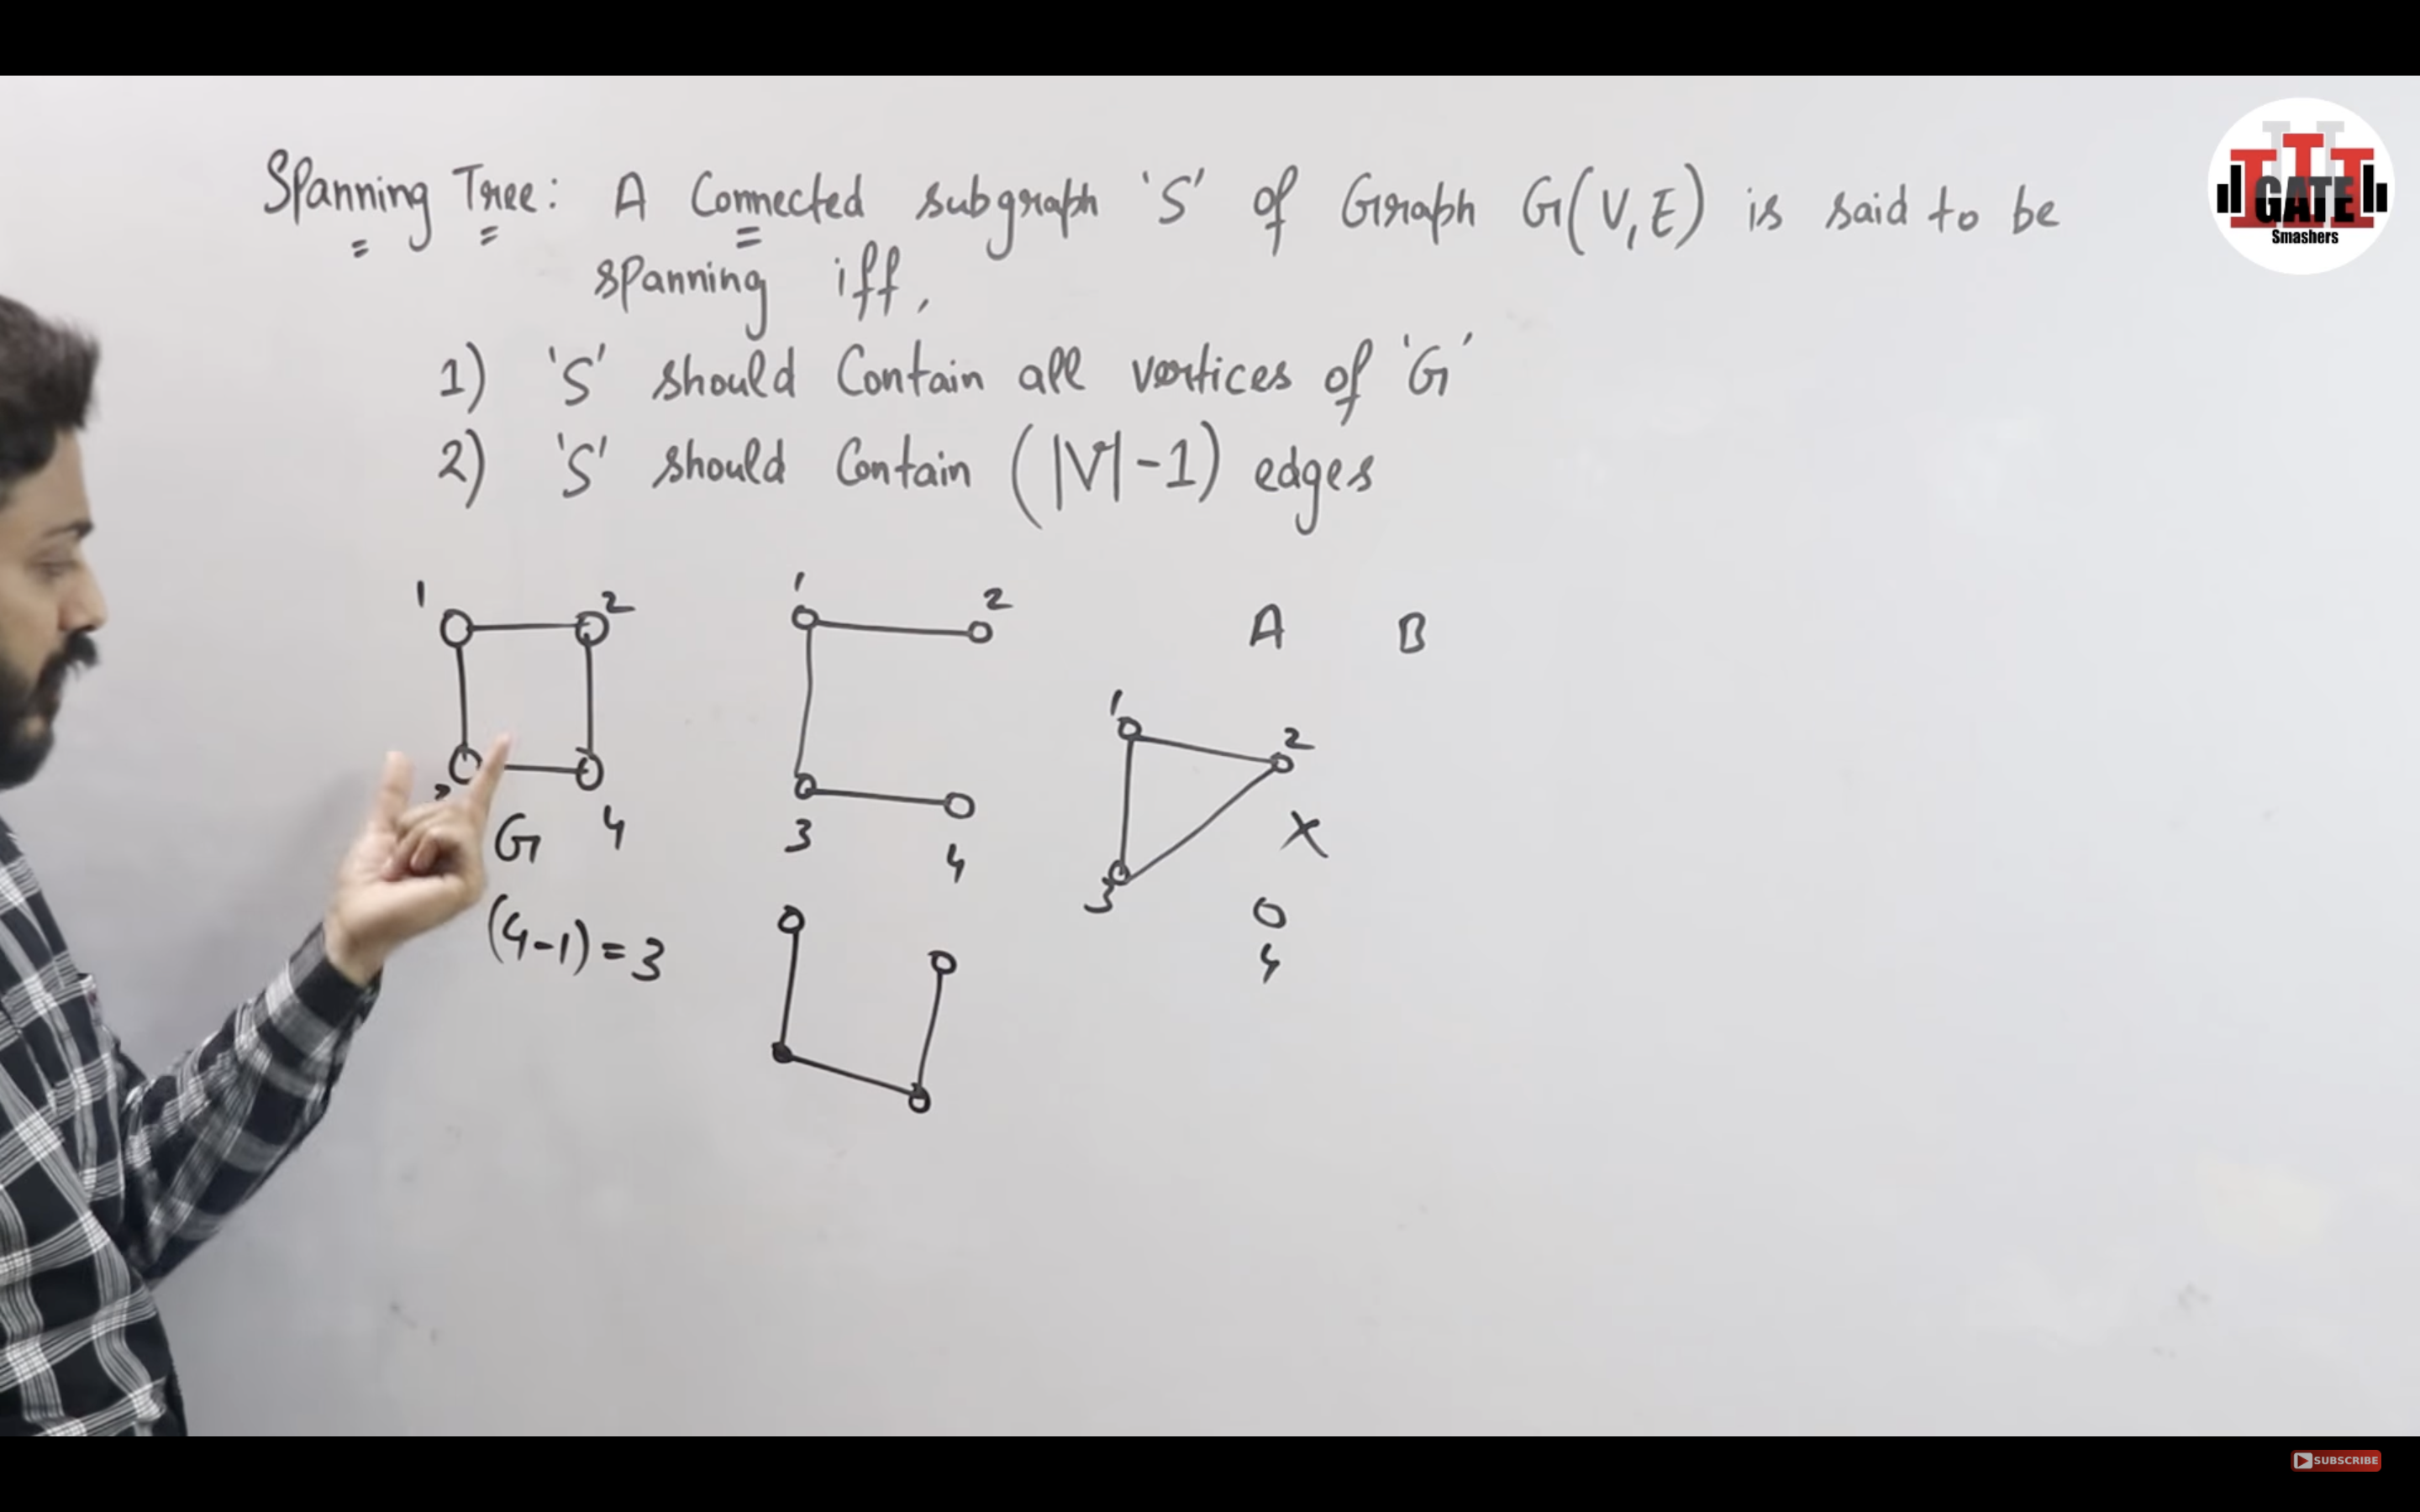 Spanning Tree: A Connected subgraph 'S' of Graph G(V,E) is said to be
spanning iff,
1) 'S' should Contain all vertices of 'G'
2) 'S' should Contain (|V|-1) edges
1 2
4
G
(4-1)=3
1 2
3 4
A B
1 2
X
3
4
GATE
Smashers
SUBSCRIBE